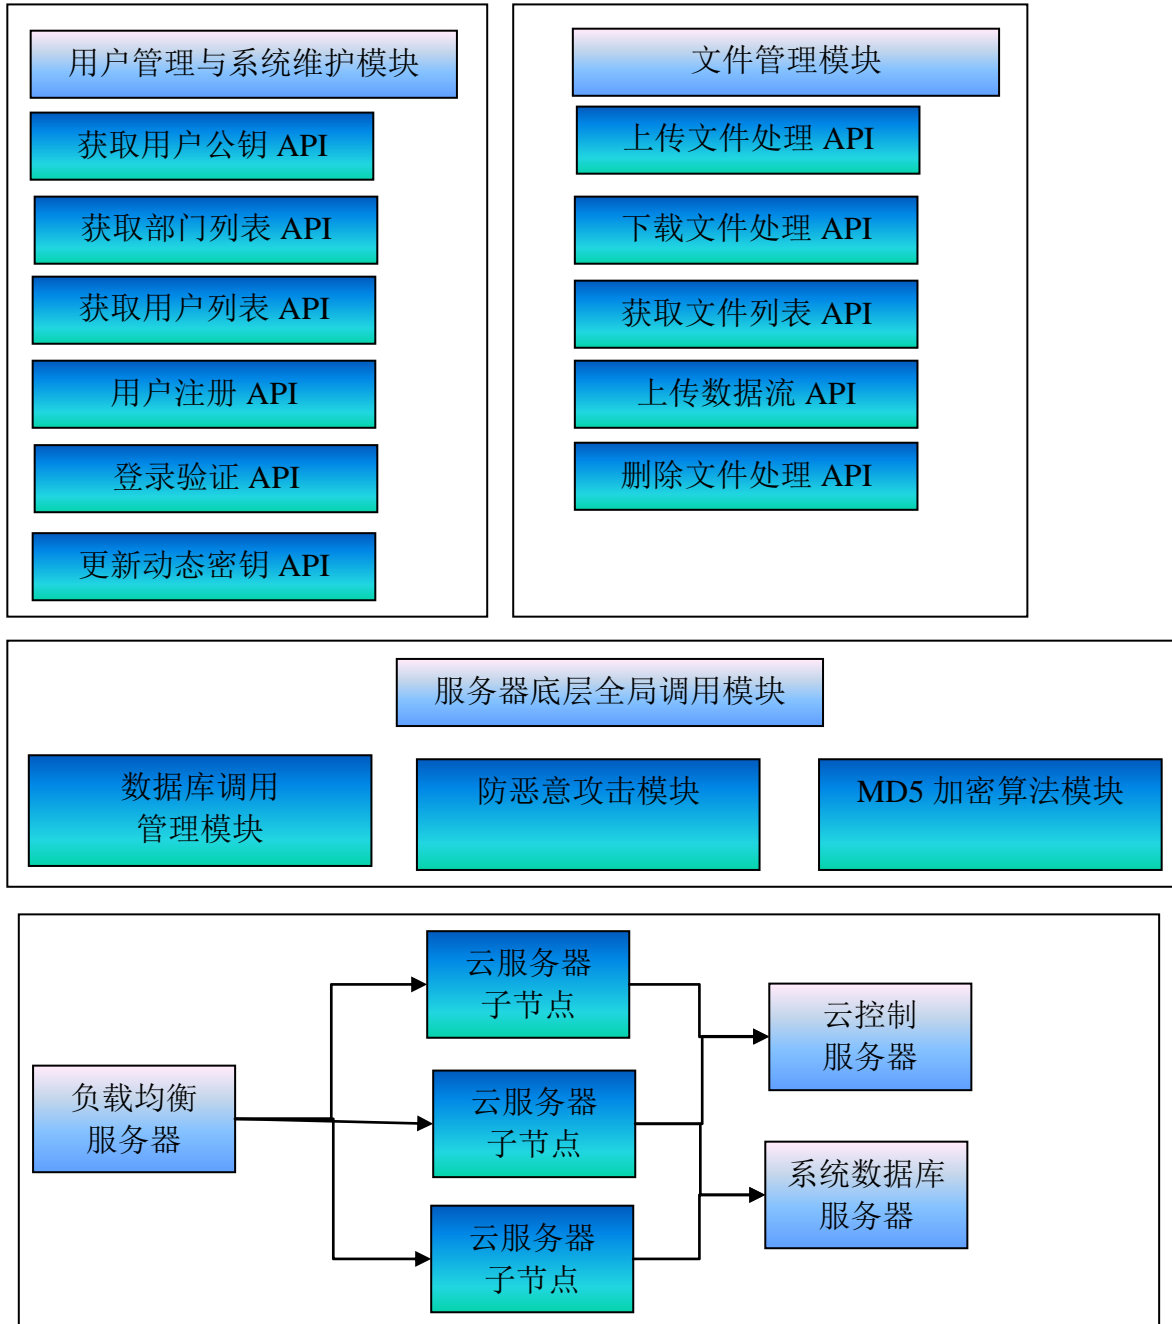 用户管理与系统维护模块
获取用户公钥 API
获取部门列表 API
获取用户列表 API
用户注册 API
登录验证 API
更新动态密钥 API
文件管理模块
上传文件处理 API
下载文件处理 API
获取文件列表 API
上传数据流 API
删除文件处理 API
服务器底层全局调用模块
数据库调用
管理模块
防恶意攻击模块
MD5 加密算法模块
负载均衡
服务器
云服务器
子节点
云服务器
子节点
云服务器
子节点
云控制
服务器
系统数据库
服务器